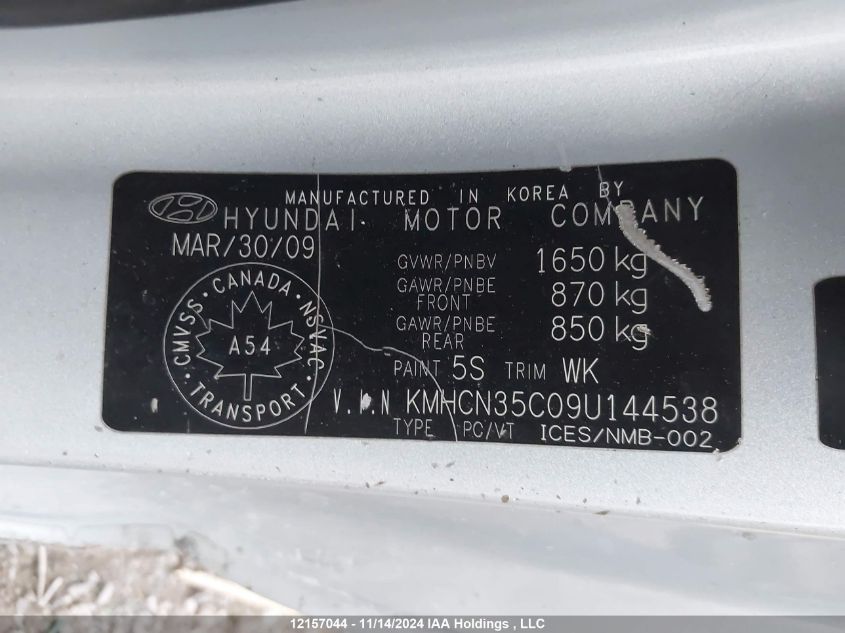 MANUFACTURED IN KOREA BY
HYUNDAI MOTOR COMPANY
MAR/30/09
GVWR/PNBV 1650 kg
GAWR/PNBE FRONT 870 kg
GAWR/PNBE REAR 850 kg
CMVSS · CANADA · NSVAC · TRANSPORT ·
A54
PAINT 5S TRIM WK
V.I.N KMHCN35C09U144538
TYPE PC/VT ICES/NMB-002
12157044 - 11/14/2024 IAA Holdings , LLC